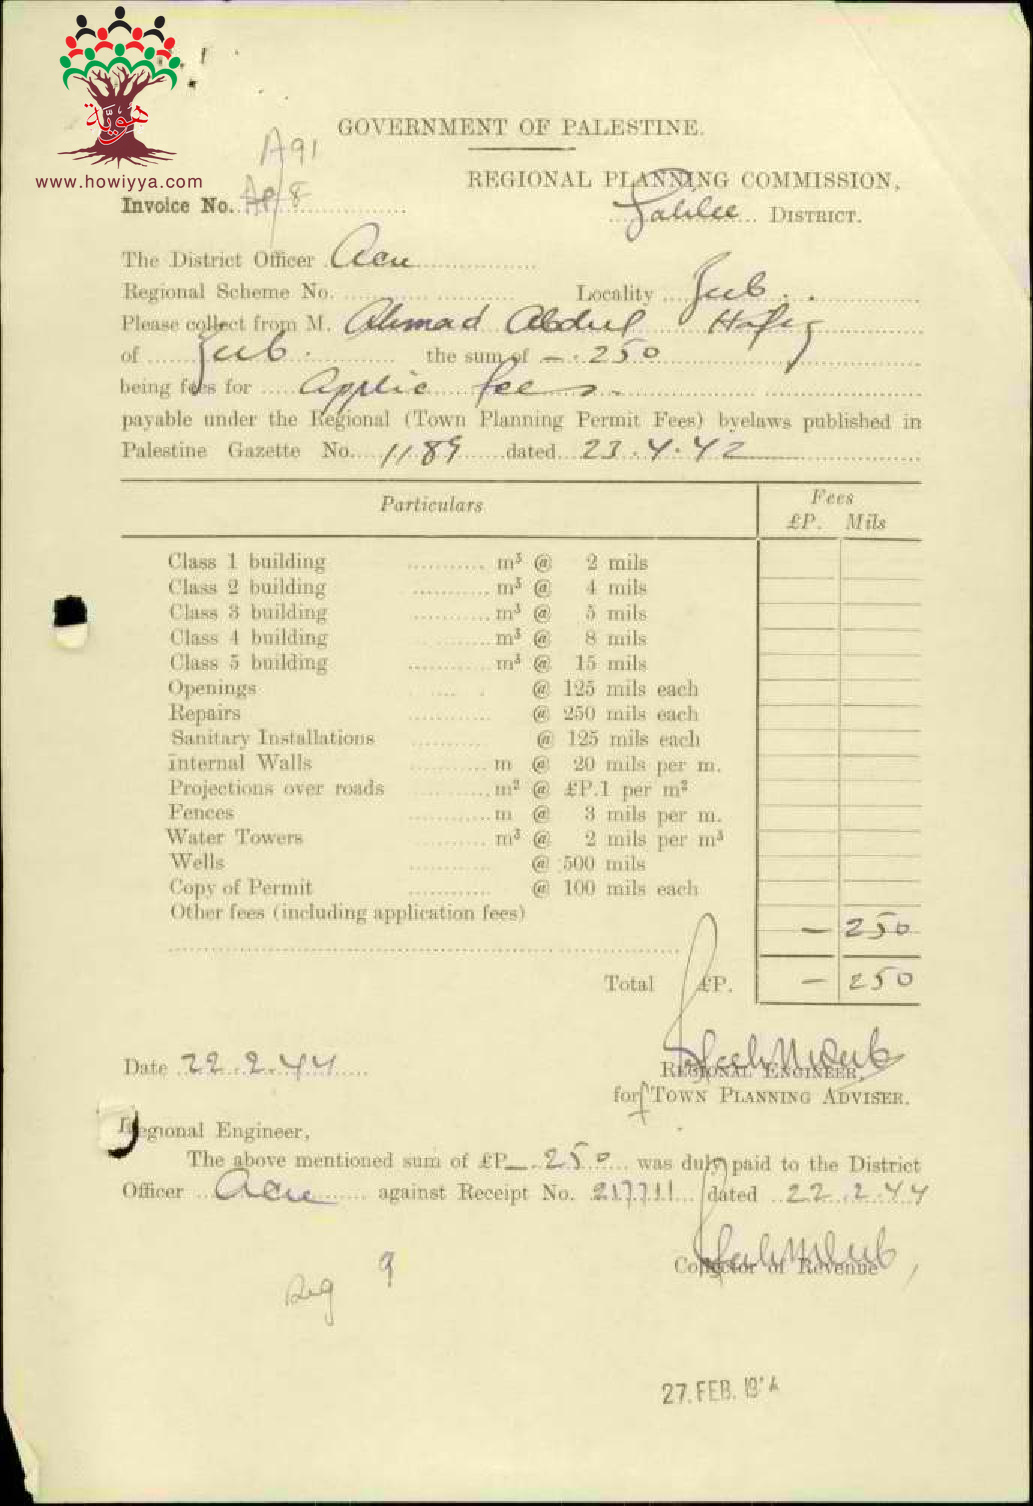 هوية
www.howiyya.com
GOVERNMENT OF PALESTINE.
A91
REGIONAL PLANNING COMMISSION,
Invoice No. Ap/8
Galilee DISTRICT.
The District Officer Acre
Regional Scheme No. .......... Locality Zeeb
Please collect from M. Ahmad Abdul Hafiz
of Zeeb. the sum of - . 250
being fees for Applic fees.
payable under the Regional (Town Planning Permit Fees) byelaws published in
Palestine Gazette No. 1189 dated 23.4.42
Particulars Fees
£P. Mils
Class 1 building .......... m³ @ 2 mils
Class 2 building .......... m³ @ 4 mils
Class 3 building .......... m³ @ 5 mils
Class 4 building .......... m³ @ 8 mils
Class 5 building .......... m³ @ 15 mils
Openings .......... @ 125 mils each
Repairs .......... @ 250 mils each
Sanitary Installations .......... @ 125 mils each
Internal Walls .......... m @ 20 mils per m.
Projections over roads .......... m² @ £P.1 per m²
Fences .......... m @ 3 mils per m.
Water Towers .......... m³ @ 2 mils per m³
Wells .......... @ 500 mils
Copy of Permit .......... @ 100 mils each
Other fees (including application fees)
- 250
Total £P. - 250
Date 22.2.44
REGIONAL ENGINEER,
for TOWN PLANNING ADVISER.
Regional Engineer,
The above mentioned sum of £P -. 250 was duly paid to the District
Officer Acre against Receipt No. 217711 dated 22.2.44
Collector of Revenue
9
27. FEB. 19